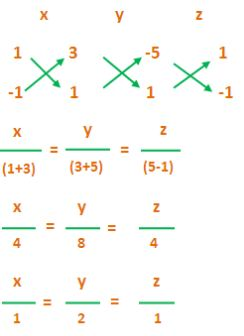 x y z
1 3 -5 1
-1 1 1 -1
x y z
= =
(1+3) (3+5) (5-1)
x y z
= =
4 8 4
x y z
= =
1 2 1